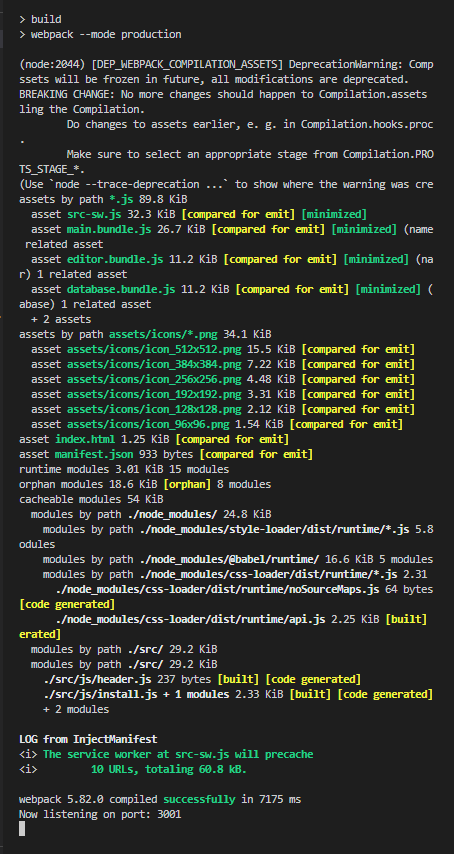 > build
> webpack --mode production
(node:2044) [DEP_WEBPACK_COMPILATION_ASSETS] DeprecationWarning: Comp
ssets will be frozen in future, all modifications are deprecated.
BREAKING CHANGE: No more changes should happen to Compilation.assets
ling the Compilation.
Do changes to assets earlier, e. g. in Compilation.hooks.proc
.
Make sure to select an appropriate stage from Compilation.PRO
TS_STAGE_*.
(Use `node --trace-deprecation ...` to show where the warning was cre
assets by path *.js 89.8 KiB
asset src-sw.js 32.3 KiB [compared for emit] [minimized]
asset main.bundle.js 26.7 KiB [compared for emit] [minimized] (name
related asset
asset editor.bundle.js 11.2 KiB [compared for emit] [minimized] (na
r) 1 related asset
asset database.bundle.js 11.2 KiB [compared for emit] [minimized] (
abase) 1 related asset
+ 2 assets
assets by path assets/icons/*.png 34.1 KiB
asset assets/icons/icon_512x512.png 15.5 KiB [compared for emit]
asset assets/icons/icon_384x384.png 7.22 KiB [compared for emit]
asset assets/icons/icon_256x256.png 4.48 KiB [compared for emit]
asset assets/icons/icon_192x192.png 3.31 KiB [compared for emit]
asset assets/icons/icon_128x128.png 2.12 KiB [compared for emit]
asset assets/icons/icon_96x96.png 1.54 KiB [compared for emit]
asset index.html 1.25 KiB [compared for emit]
asset manifest.json 933 bytes [compared for emit]
runtime modules 3.01 KiB 15 modules
orphan modules 18.6 KiB [orphan] 8 modules
cacheable modules 54 KiB
modules by path ./node_modules/ 24.8 KiB
modules by path ./node_modules/style-loader/dist/runtime/*.js 5.8
odules
modules by path ./node_modules/@babel/runtime/ 16.6 KiB 5 modules
modules by path ./node_modules/css-loader/dist/runtime/*.js 2.31
./node_modules/css-loader/dist/runtime/noSourceMaps.js 64 bytes
[code generated]
./node_modules/css-loader/dist/runtime/api.js 2.25 KiB [built]
erated]
modules by path ./src/ 29.2 KiB
modules by path ./src/ 29.2 KiB
./src/js/header.js 237 bytes [built] [code generated]
./src/js/install.js + 1 modules 2.33 KiB [built] [code generated]
+ 2 modules
LOG from InjectManifest
<i> The service worker at src-sw.js will precache
<i> 10 URLs, totaling 60.8 kB.
webpack 5.82.0 compiled successfully in 7175 ms
Now listening on port: 3001